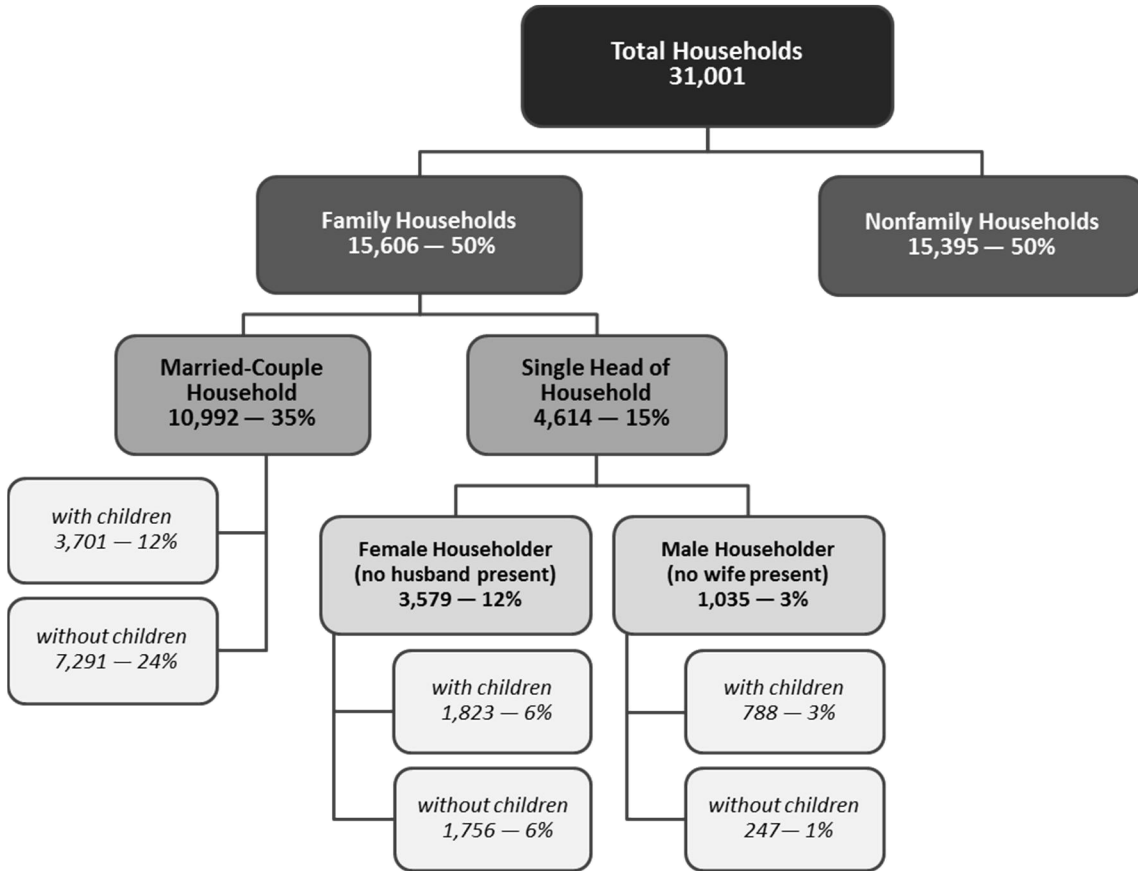 Total Households
31,001
Family Households
15,606 — 50%
Nonfamily Households
15,395 — 50%
Married-Couple
Household
10,992 — 35%
Single Head of
Household
4,614 — 15%
with children
3,701 — 12%
without children
7,291 — 24%
Female Householder
(no husband present)
3,579 — 12%
Male Householder
(no wife present)
1,035 — 3%
with children
1,823 — 6%
without children
1,756 — 6%
with children
788 — 3%
without children
247— 1%